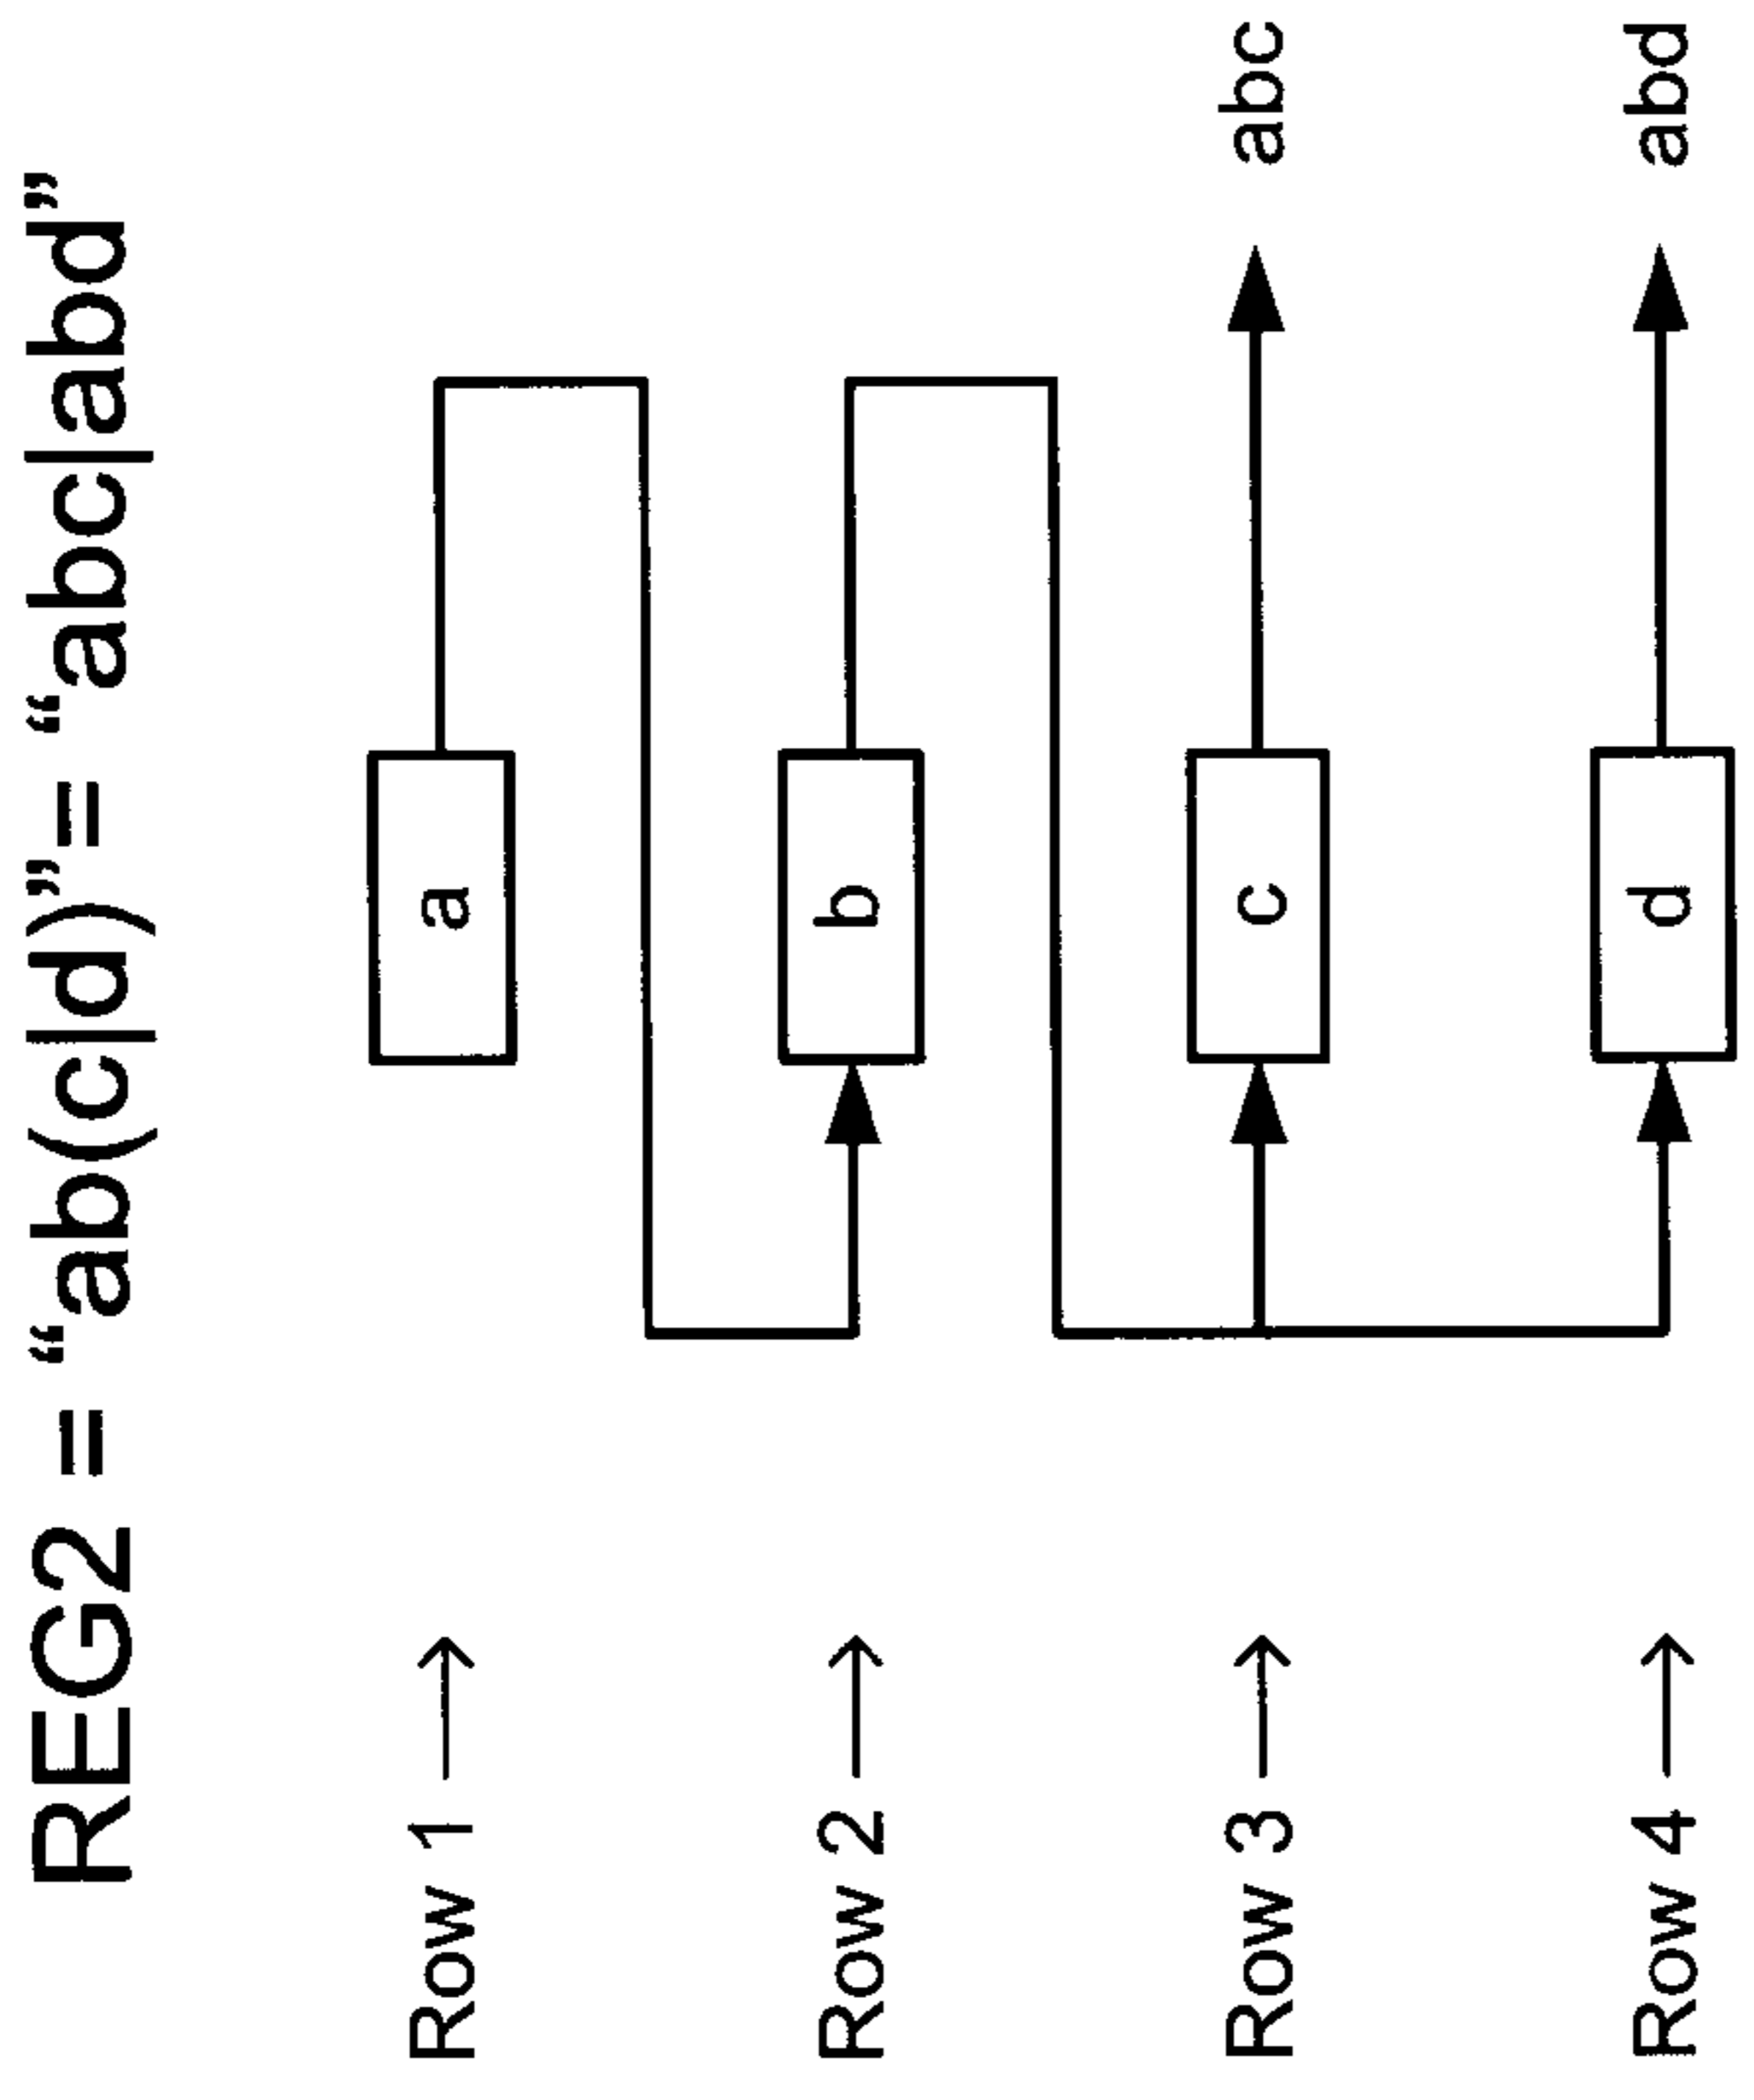 REG2 = “ab(c|d)”= “abc|abd”
Row 1 → a
Row 2 → b
Row 3 → c abc
Row 4 → d abd